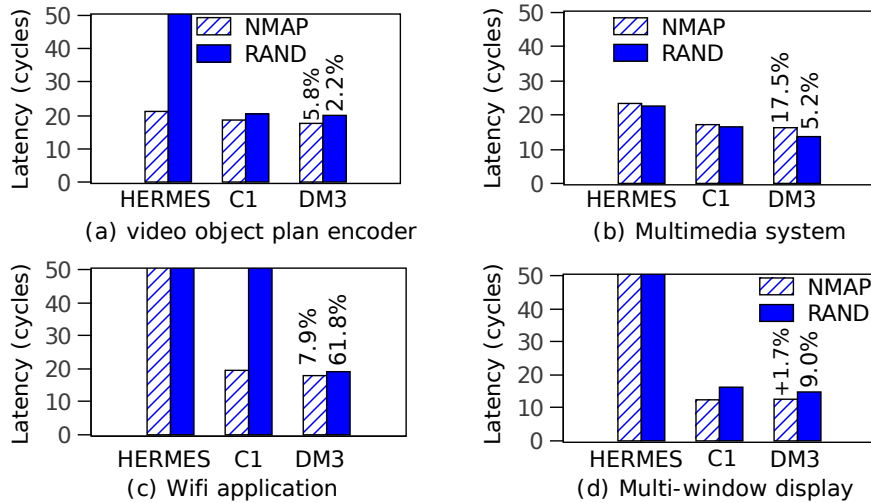 Latency (cycles)
50
40
30
20
10
0
NMAP
RAND
5.8%
2.2%
HERMES C1 DM3
(a) video object plan encoder
Latency (cycles)
50
40
30
20
10
0
NMAP
RAND
17.5%
5.2%
HERMES C1 DM3
(b) Multimedia system
Latency (cycles)
50
40
30
20
10
0
7.9%
61.8%
HERMES C1 DM3
(c) Wifi application
Latency (cycles)
50
40
30
20
10
0
NMAP
RAND
+1.7%
9.0%
HERMES C1 DM3
(d) Multi-window display